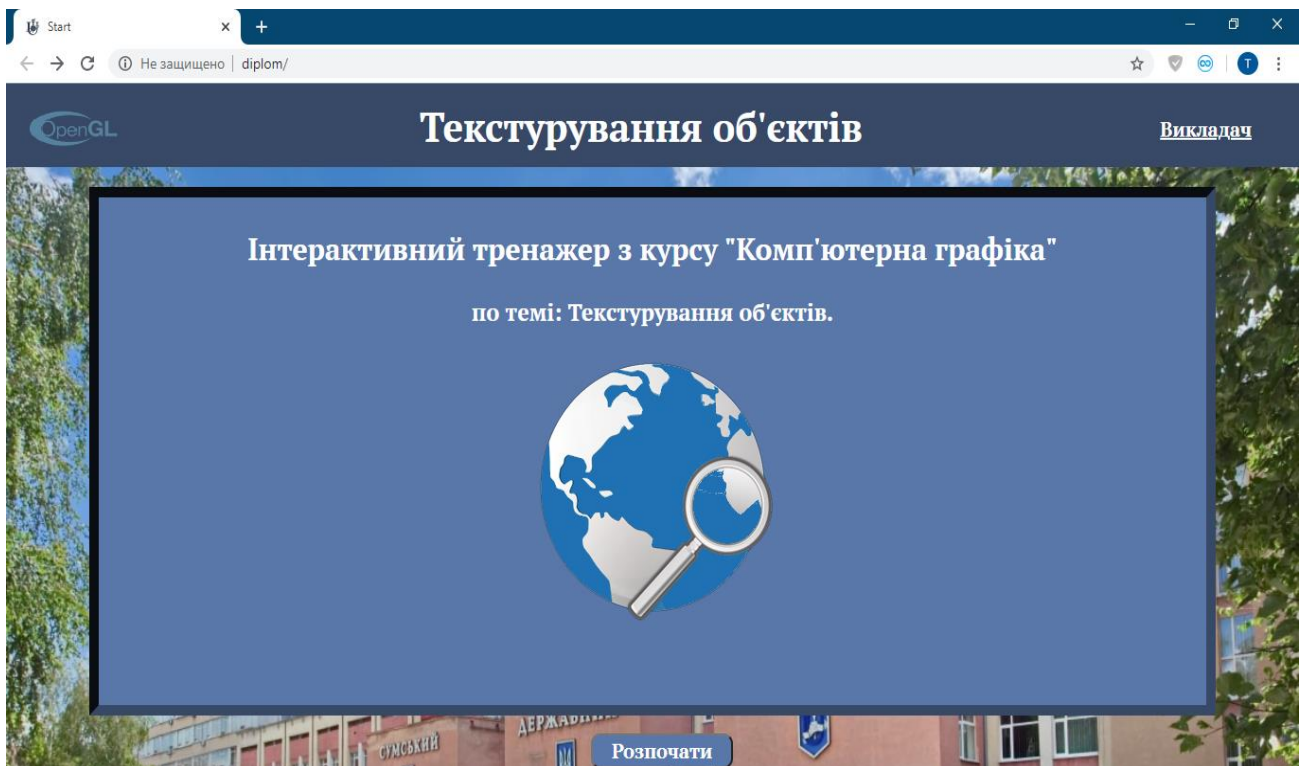 Start
Не защищено | diplom/
T
OpenGL
Текстурування об'єктів
Викладач
Інтерактивний тренажер з курсу "Комп'ютерна графіка"
по темі: Текстурування об'єктів.
СУМСЬКИЙ
Розпочати